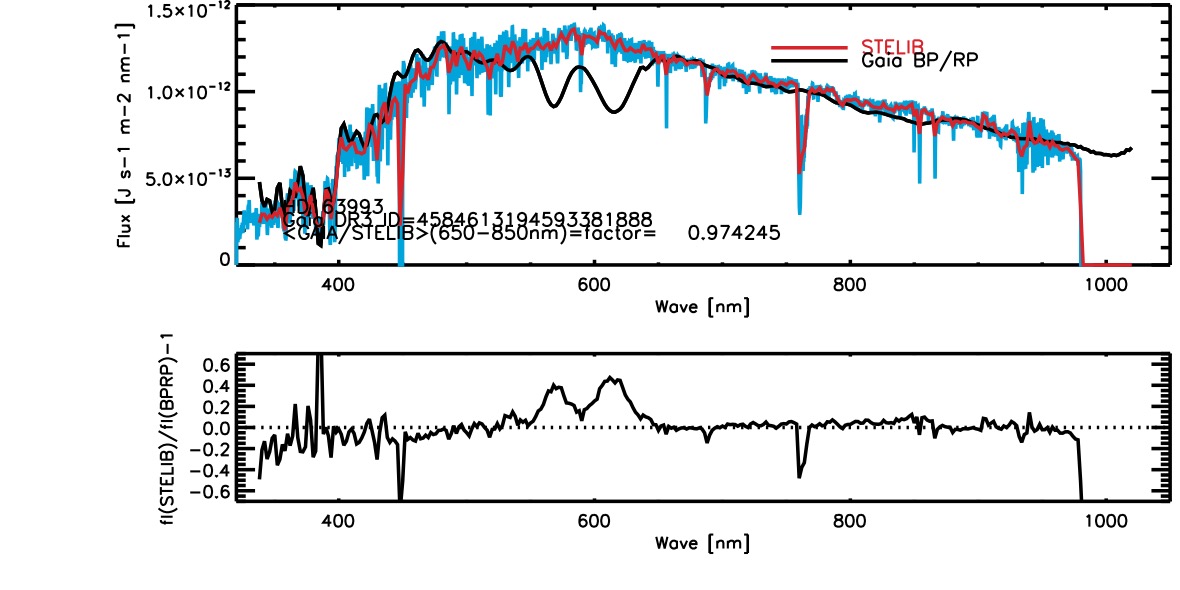 1.5×10−12
1.0×10−12
5.0×10−13
0
Flux [J s−1 m−2 nm−1]
STELIB
Gaia BP/RP
HD 63993
Gaia DR3 ID=4584613194593381888
<GAIA/STELIB>(650−850nm)=factor= 0.974245
400 600 800 1000
Wave [nm]
fl(STELIB)/fl(BPRP)−1
0.6
0.4
0.2
0.0
−0.2
−0.4
−0.6
400 600 800 1000
Wave [nm]